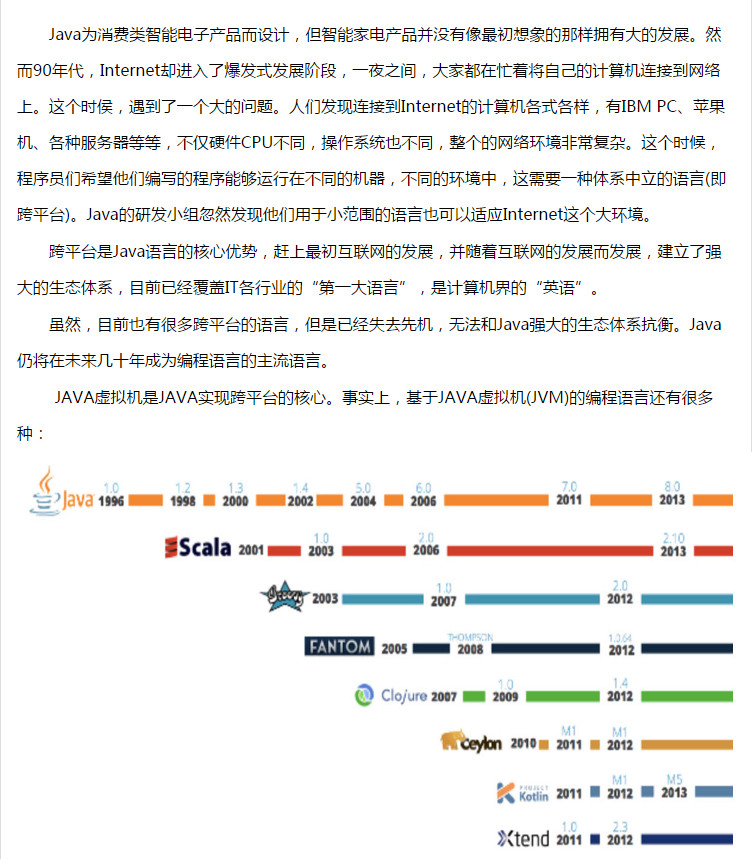 Java为消费类智能电子产品而设计，但智能家电产品并没有像最初想象的那样拥有大的发展。然
而90年代，Internet却进入了爆发式发展阶段，一夜之间，大家都在忙着将自己的计算机连接到网络
上。这个时侯，遇到了一个大的问题。人们发现连接到Internet的计算机各式各样，有IBM PC、苹果
机、各种服务器等等，不仅硬件CPU不同，操作系统也不同，整个的网络环境非常复杂。这个时候，
程序员们希望他们编写的程序能够运行在不同的机器，不同的环境中，这需要一种体系中立的语言(即
跨平台)。Java的研发小组忽然发现他们用于小范围的语言也可以适应Internet这个大环境。
跨平台是Java语言的核心优势，赶上最初互联网的发展，并随着互联网的发展而发展，建立了强
大的生态体系，目前已经覆盖IT各行业的“第一大语言”，是计算机界的“英语”。
虽然，目前也有很多跨平台的语言，但是已经失去先机，无法和Java强大的生态体系抗衡。Java
仍将在未来几十年成为编程语言的主流语言。
JAVA虚拟机是JAVA实现跨平台的核心。事实上，基于JAVA虚拟机(JVM)的编程语言还有很多
种：
1.0 1.2 1.3 1.4 5.0 6.0 7.0 8.0
Java 1996 1998 2000 2002 2004 2006 2011 2013
1.0 2.0 2.10
Scala 2001 2003 2006 2013
1.0 2.0
Groovy 2003 2007 2012
THOMPSON 1.0.64
FANTOM 2005 2008 2012
1.0 1.4
Clojure 2007 2009 2012
M1 M1
Ceylon 2010 2011 2012
M1 M5
PROJECT
Kotlin 2011 2012 2013
1.0 2.3
Xtend 2011 2012